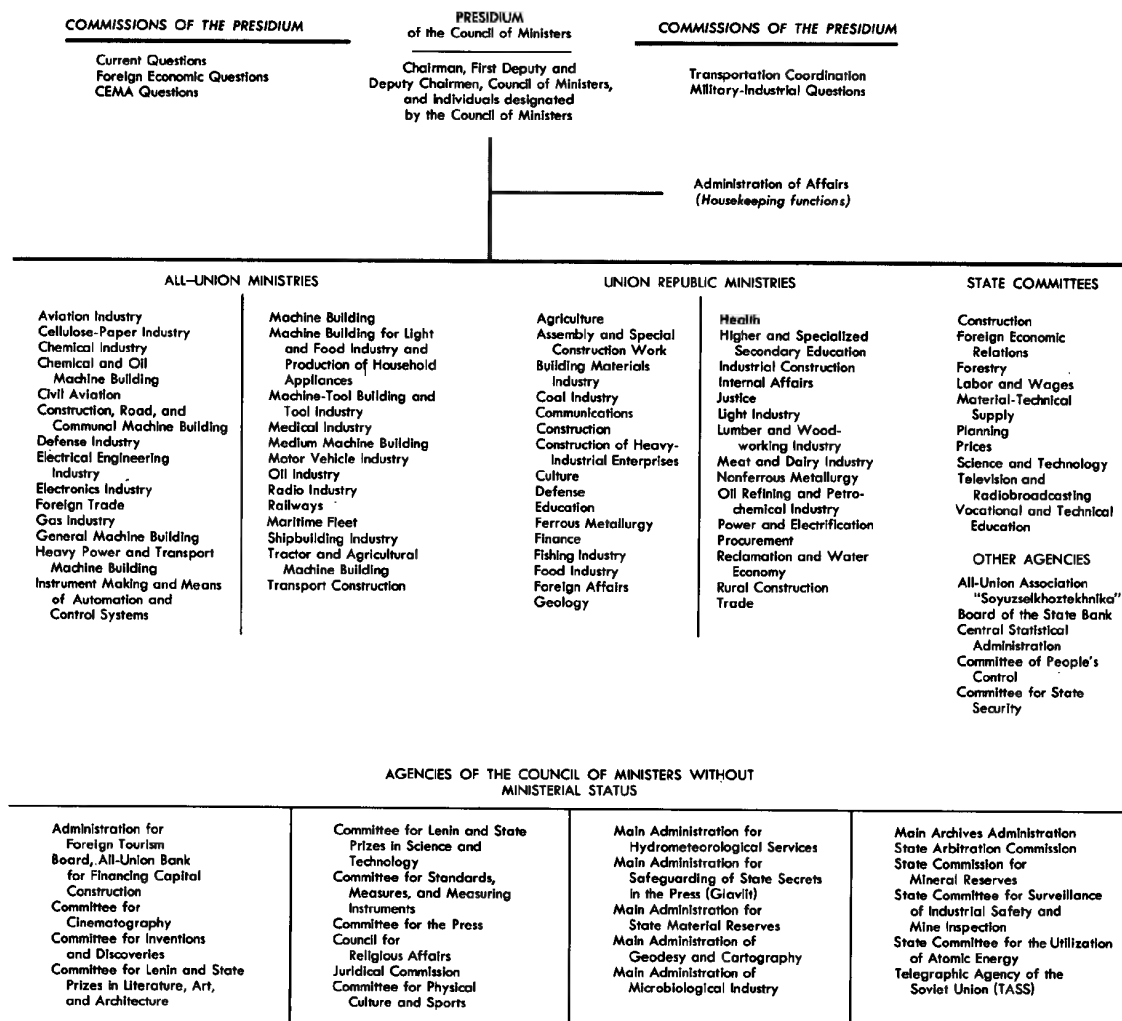 COMMISSIONS OF THE PRESIDIUM
Current Questions
Foreign Economic Questions
CEMA Questions
PRESIDIUM
of the Council of Ministers
Chairman, First Deputy and
Deputy Chairmen, Council of Ministers,
and Individuals designated
by the Council of Ministers
COMMISSIONS OF THE PRESIDIUM
Transportation Coordination
Military-Industrial Questions
Administration of Affairs
(Housekeeping functions)
ALL-UNION MINISTRIES
Aviation Industry
Cellulose-Paper Industry
Chemical Industry
Chemical and Oil
Machine Building
Civil Aviation
Construction, Road, and
Communal Machine Building
Defense Industry
Electrical Engineering
Industry
Electronics Industry
Foreign Trade
Gas Industry
General Machine Building
Heavy Power and Transport
Machine Building
Instrument Making and Means
of Automation and
Control Systems
Machine Building
Machine Building for Light
and Food Industry and
Production of Household
Appliances
Machine-Tool Building and
Tool Industry
Medical Industry
Medium Machine Building
Motor Vehicle Industry
Oil Industry
Radio Industry
Railways
Maritime Fleet
Shipbuilding Industry
Tractor and Agricultural
Machine Building
Transport Construction
UNION REPUBLIC MINISTRIES
Agriculture
Assembly and Special
Construction Work
Building Materials
Industry
Coal Industry
Communications
Construction
Construction of Heavy-
Industrial Enterprises
Culture
Defense
Education
Ferrous Metallurgy
Finance
Fishing Industry
Food Industry
Foreign Affairs
Geology
Health
Higher and Specialized
Secondary Education
Industrial Construction
Internal Affairs
Justice
Light Industry
Lumber and Wood-
working Industry
Meat and Dairy Industry
Nonferrous Metallurgy
Oil Refining and Petro-
chemical Industry
Power and Electrification
Procurement
Reclamation and Water
Economy
Rural Construction
Trade
STATE COMMITTEES
Construction
Foreign Economic
Relations
Forestry
Labor and Wages
Material-Technical
Supply
Planning
Prices
Science and Technology
Television and
Radiobroadcasting
Vocational and Technical
Education
OTHER AGENCIES
All-Union Association
"Soyuzselkhoztekhnika"
Board of the State Bank
Central Statistical
Administration
Committee of People's
Control
Committee for State
Security
AGENCIES OF THE COUNCIL OF MINISTERS WITHOUT
MINISTERIAL STATUS
Administration for
Foreign Tourism
Board, All-Union Bank
for Financing Capital
Construction
Committee for
Cinematography
Committee for Inventions
and Discoveries
Committee for Lenin and State
Prizes in Literature, Art,
and Architecture
Committee for Lenin and State
Prizes in Science and
Technology
Committee for Standards,
Measures, and Measuring
Instruments
Committee for the Press
Council for
Religious Affairs
Juridical Commission
Committee for Physical
Culture and Sports
Main Administration for
Hydrometeorological Services
Main Administration for
Safeguarding of State Secrets
in the Press (Glavlit)
Main Administration for
State Material Reserves
Main Administration of
Geodesy and Cartography
Main Administration of
Microbiological Industry
Main Archives Administration
State Arbitration Commission
State Commission for
Mineral Reserves
State Committee for Surveillance
of Industrial Safety and
Mine Inspection
State Committee for the Utilization
of Atomic Energy
Telegraphic Agency of the
Soviet Union (TASS)